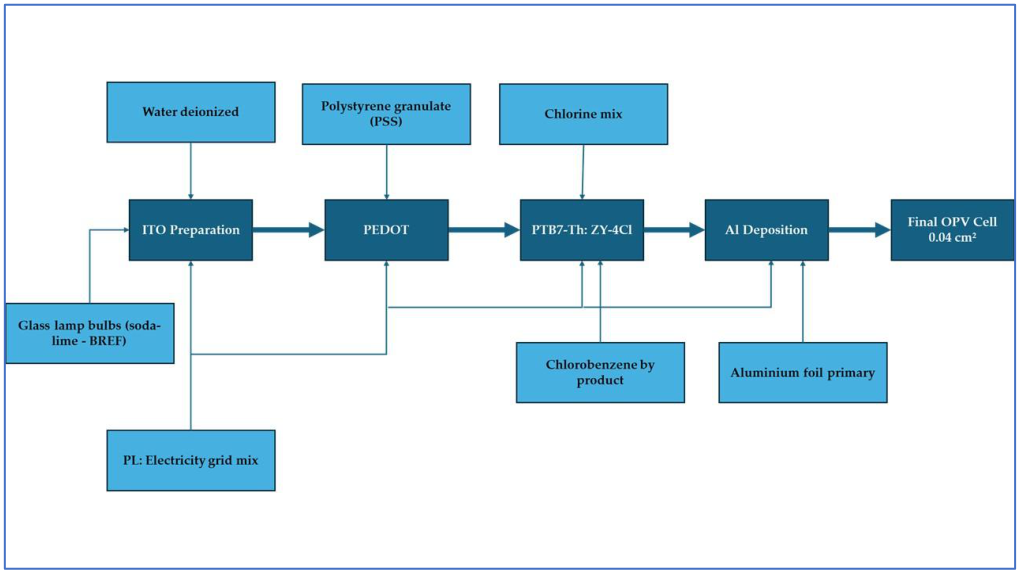 Water deionized
Polystyrene granulate
(PSS)
Chlorine mix
ITO Preparation
PEDOT
PTB7-Th: ZY-4Cl
Al Deposition
Final OPV Cell
0.04 cm²
Glass lamp bulbs (soda-
lime - BREF)
Chlorobenzene by
product
Aluminium foil primary
PL: Electricity grid mix